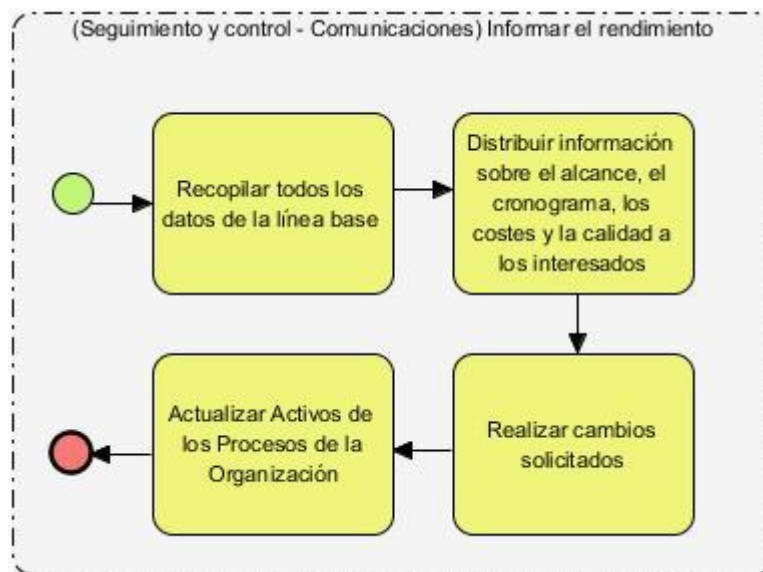 (Seguimiento y control - Comunicaciones) Informar el rendimiento
Recopilar todos los
datos de la línea base
Distribuir información
sobre el alcance, el
cronograma, los
costes y la calidad a
los interesados
Realizar cambios
solicitados
Actualizar Activos de
los Procesos de la
Organización